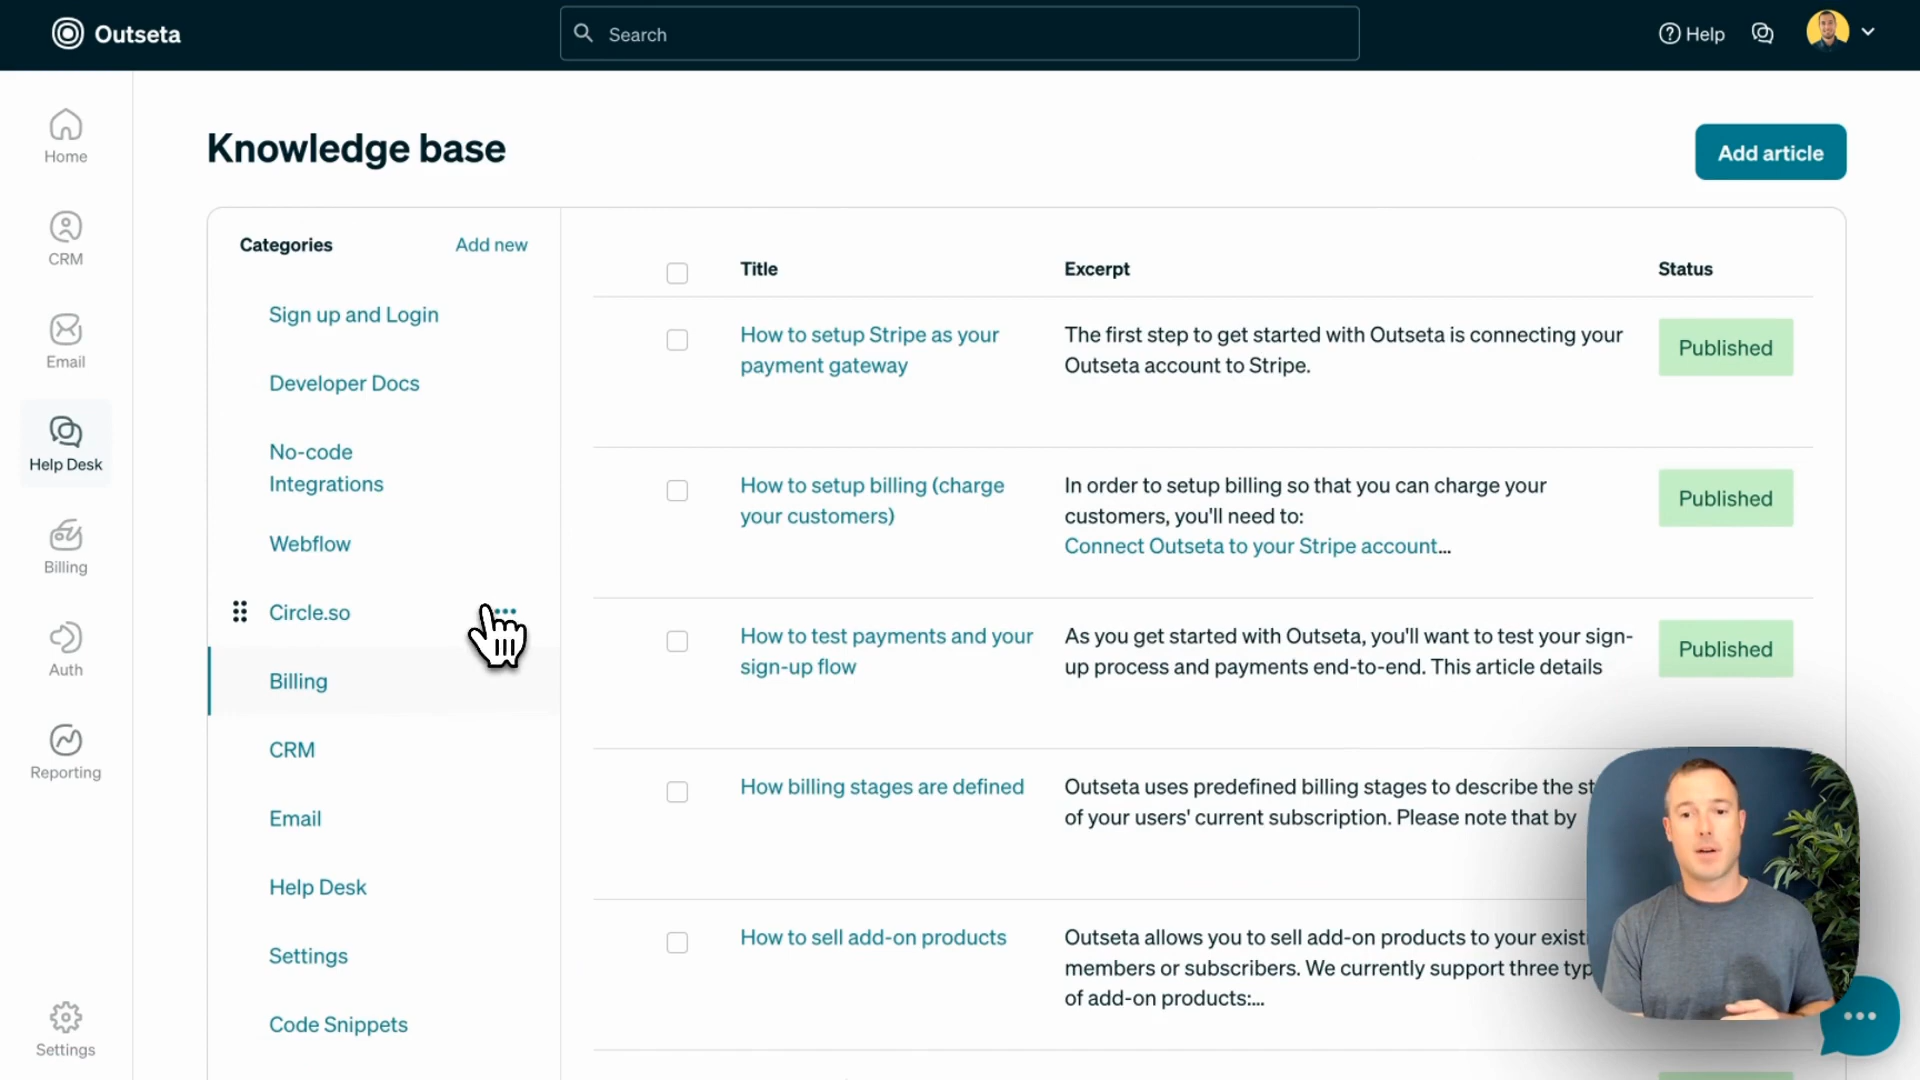 Outseta
Search
Help
Home
CRM
Email
Help Desk
Billing
Auth
Reporting
Settings
Knowledge base
Add article
Categories
Add new
Sign up and Login
Developer Docs
No-code
Integrations
Webflow
Circle.so
Billing
CRM
Email
Help Desk
Settings
Code Snippets
Title
Excerpt
Status
How to setup Stripe as your
payment gateway
The first step to get started with Outseta is connecting your
Outseta account to Stripe.
Published
How to setup billing (charge
your customers)
In order to setup billing so that you can charge your
customers, you'll need to:
Connect Outseta to your Stripe account...
Published
How to test payments and your
sign-up flow
As you get started with Outseta, you'll want to test your sign-
up process and payments end-to-end. This article details
Published
How billing stages are defined
Outseta uses predefined billing stages to describe the
of your users' current subscription. Please note that by
How to sell add-on products
Outseta allows you to sell add-on products to your
members or subscribers. We currently support three
of add-on products:...